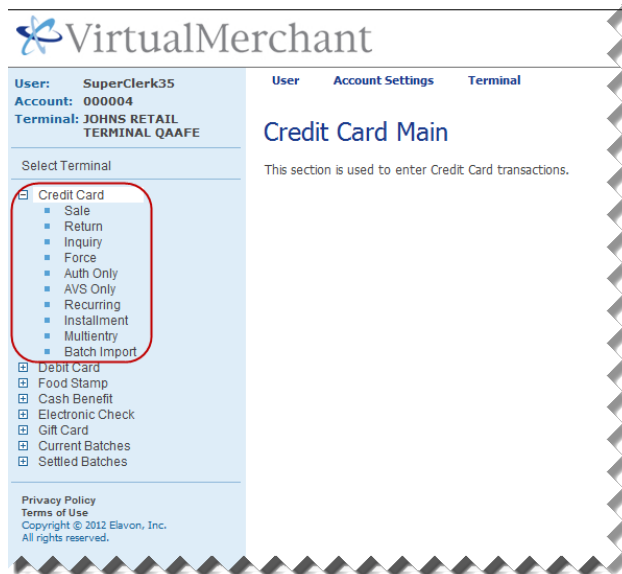 VirtualMerchant
User: SuperClerk35
Account: 000004
Terminal: JOHNS RETAIL
TERMINAL QAAFE
Select Terminal
Credit Card
Sale
Return
Inquiry
Force
Auth Only
AVS Only
Recurring
Installment
Multientry
Batch Import
Debit Card
Food Stamp
Cash Benefit
Electronic Check
Gift Card
Current Batches
Settled Batches
Privacy Policy
Terms of Use
Copyright © 2012 Elavon, Inc.
All rights reserved.
User Account Settings Terminal
Credit Card Main
This section is used to enter Credit Card transactions.